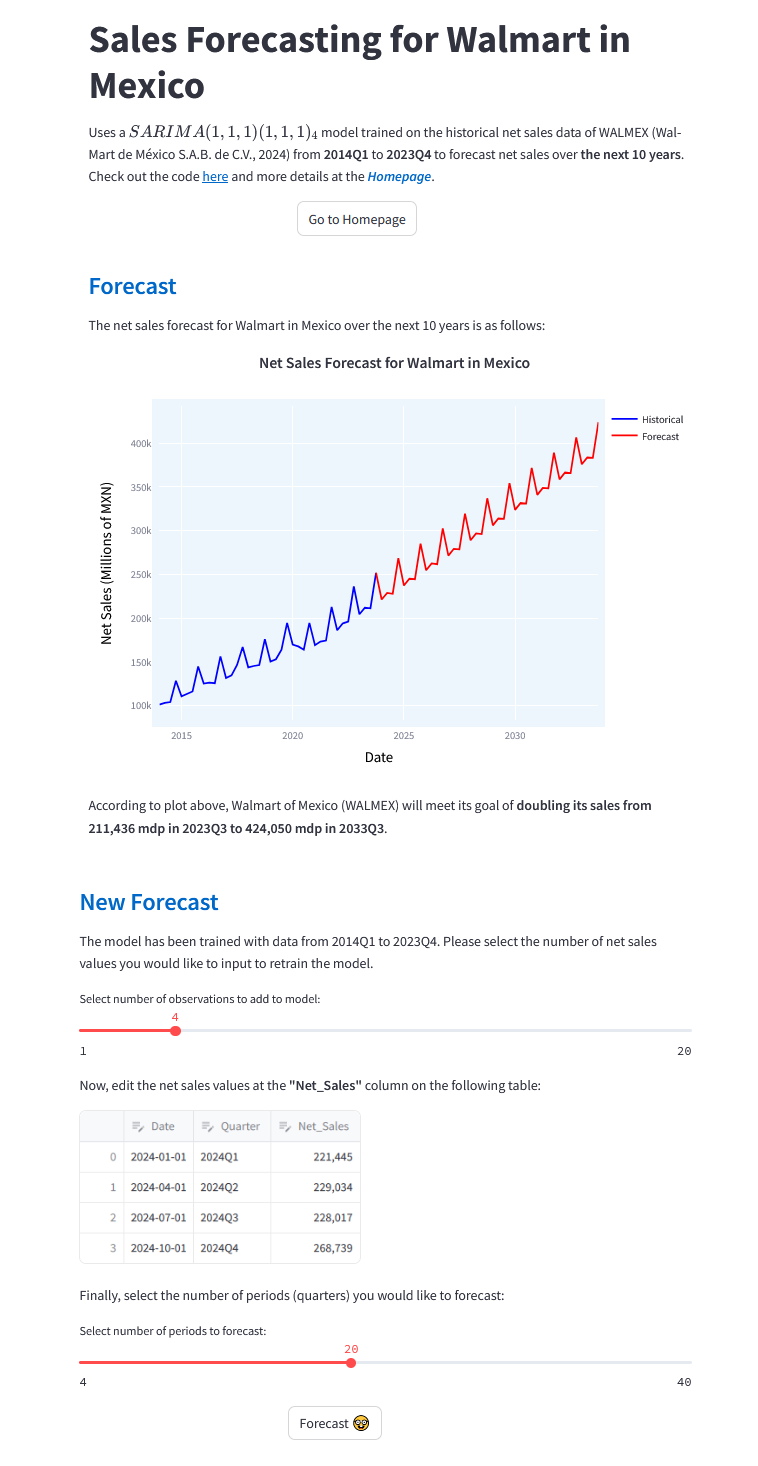 Sales Forecasting for Walmart in
Mexico
Uses a SARIMA(1,1,1)(1,1,1)₄ model trained on the historical net sales data of WALMEX (Wal-
Mart de México S.A.B. de C.V., 2024) from 2014Q1 to 2023Q4 to forecast net sales over the next 10 years.
Check out the code here and more details at the Homepage.
Go to Homepage
Forecast
The net sales forecast for Walmart in Mexico over the next 10 years is as follows:
Net Sales Forecast for Walmart in Mexico
Historical
Forecast
400k
350k
300k
250k
200k
150k
100k
Net Sales (Millions of MXN)
2015 2020 2025 2030
Date
According to plot above, Walmart of Mexico (WALMEX) will meet its goal of doubling its sales from
211,436 mdp in 2023Q3 to 424,050 mdp in 2033Q3.
New Forecast
The model has been trained with data from 2014Q1 to 2023Q4. Please select the number of net sales
values you would like to input to retrain the model.
Select number of observations to add to model:
4
1 20
Now, edit the net sales values at the "Net_Sales" column on the following table:
Date Quarter Net_Sales
0 2024-01-01 2024Q1 221,445
1 2024-04-01 2024Q2 229,034
2 2024-07-01 2024Q3 228,017
3 2024-10-01 2024Q4 268,739
Finally, select the number of periods (quarters) you would like to forecast:
Select number of periods to forecast:
20
4 40
Forecast 🤓